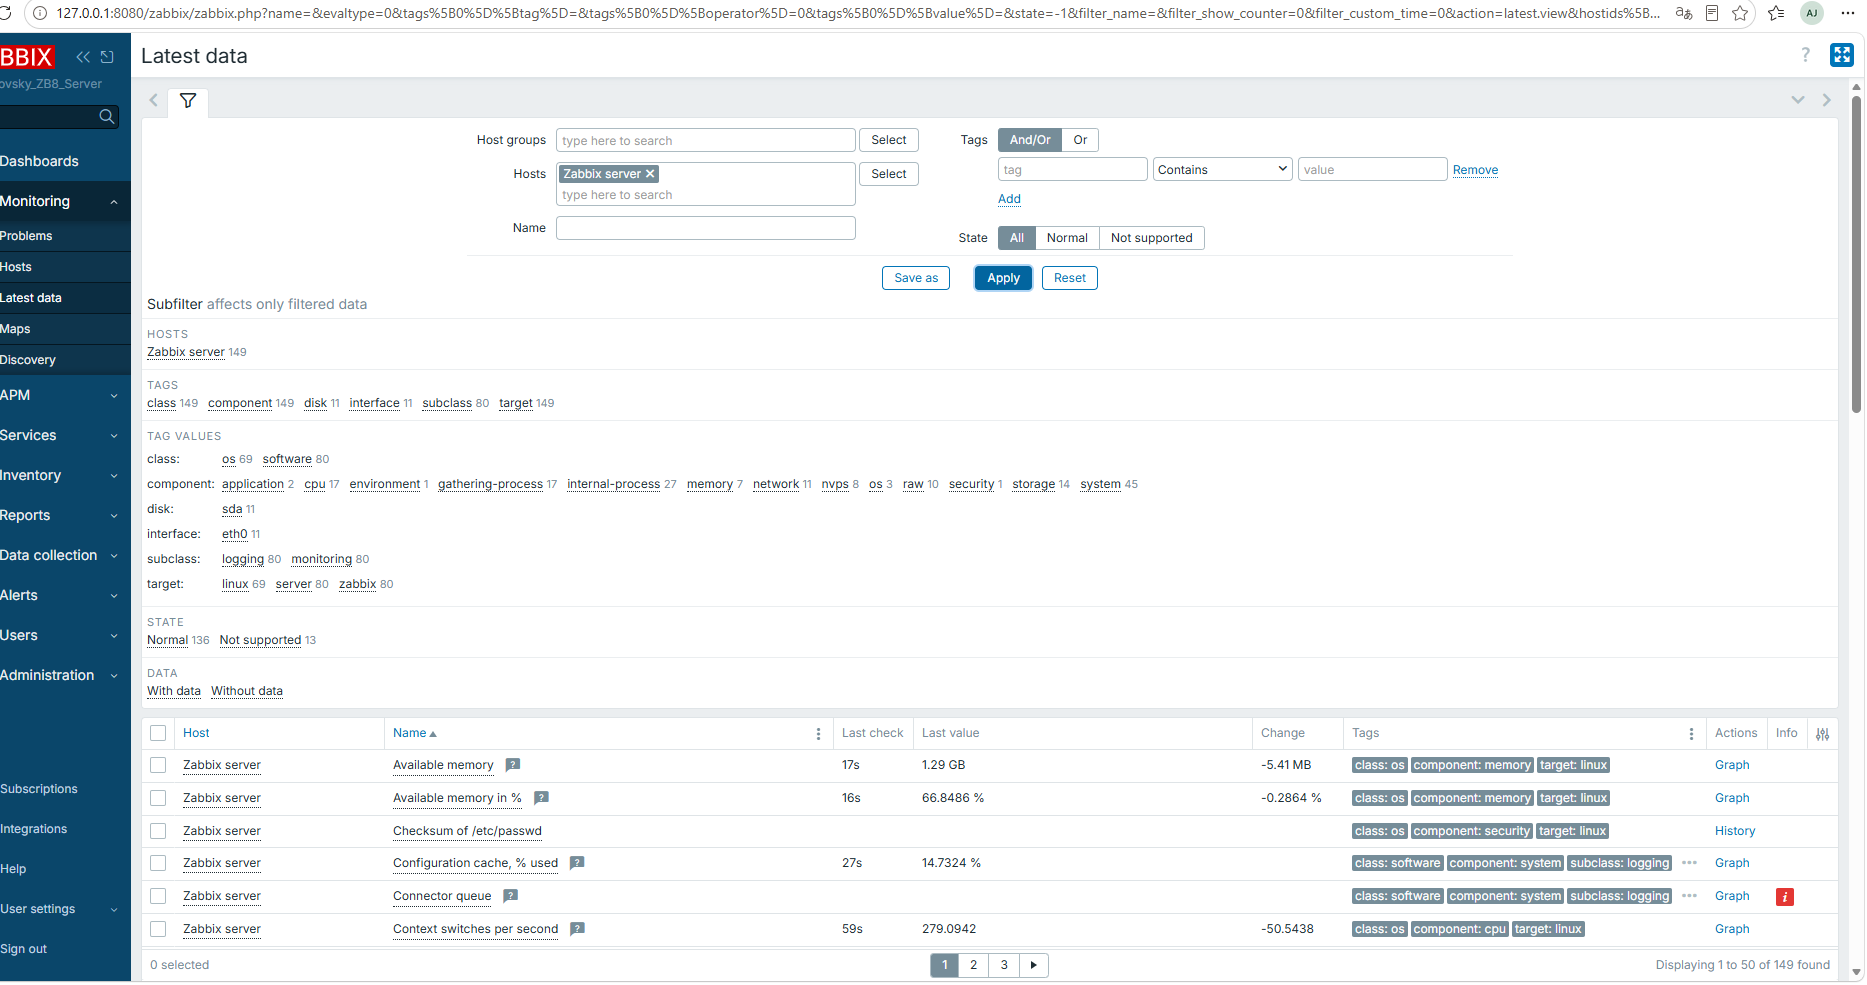 127.0.0.1:8080/zabbix/zabbix.php?name=&evaltype=0&tags%5B0%5D%5Btag%5D=&tags%5B0%5D%5Boperator%5D=0&tags%5B0%5D%5Bvalue%5D=&state=-1&filter_name=&filter_show_counter=0&filter_custom_time=0&action=latest.view&hostids%5B...
AJ
BBIX
ovsky_ZB8_Server
Dashboards
Monitoring
Problems
Hosts
Latest data
Maps
Discovery
APM
Services
Inventory
Reports
Data collection
Alerts
Users
Administration
Subscriptions
Integrations
Help
User settings
Sign out
Latest data
?
Host groups type here to search Select
Hosts Zabbix server type here to search Select
Name
Tags And/Or Or
tag Contains value Remove
Add
State All Normal Not supported
Save as Apply Reset
Subfilter affects only filtered data
HOSTS
Zabbix server 149
TAGS
class 149 component 149 disk 11 interface 11 subclass 80 target 149
TAG VALUES
class: os 69 software 80
component: application 2 cpu 17 environment 1 gathering-process 17 internal-process 27 memory 7 network 11 nvps 8 os 3 raw 10 security 1 storage 14 system 45
disk: sda 11
interface: eth0 11
subclass: logging 80 monitoring 80
target: linux 69 server 80 zabbix 80
STATE
Normal 136 Not supported 13
DATA
With data Without data
Host Name Last check Last value Change Tags Actions Info
Zabbix server Available memory ? 17s 1.29 GB -5.41 MB class: os component: memory target: linux Graph
Zabbix server Available memory in % ? 16s 66.8486 % -0.2864 % class: os component: memory target: linux Graph
Zabbix server Checksum of /etc/passwd class: os component: security target: linux History
Zabbix server Configuration cache, % used ? 27s 14.7324 % class: software component: system subclass: logging ••• Graph
Zabbix server Connector queue ? class: software component: system subclass: logging ••• Graph i
Zabbix server Context switches per second ? 59s 279.0942 -50.5438 class: os component: cpu target: linux Graph
0 selected 1 2 3 Displaying 1 to 50 of 149 found